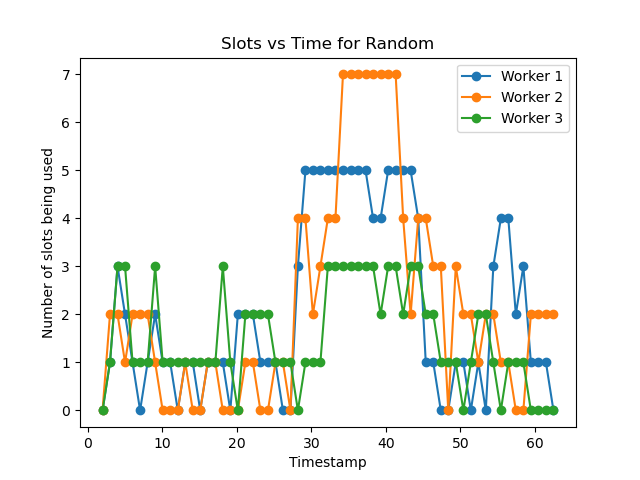 Slots vs Time for Random
Worker 1
Worker 2
Worker 3
Number of slots being used
7
6
5
4
3
2
1
0
0 10 20 30 40 50 60
Timestamp